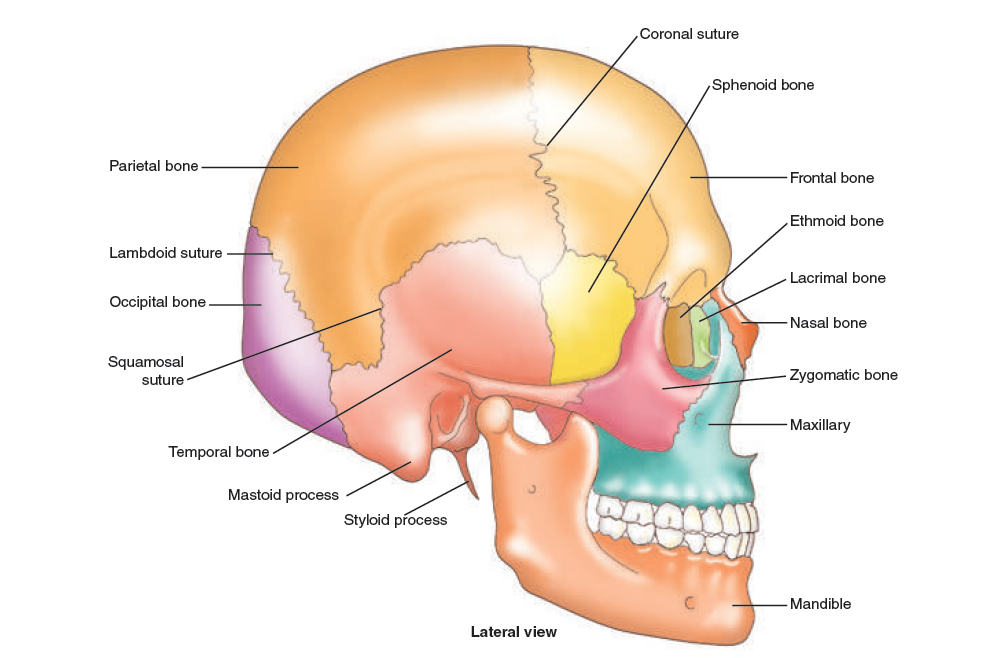 Coronal suture
Sphenoid bone
Parietal bone
Frontal bone
Ethmoid bone
Lambdoid suture
Lacrimal bone
Occipital bone
Nasal bone
Squamosal
suture
Zygomatic bone
Maxillary
Temporal bone
Mastoid process
Styloid process
Mandible
Lateral view